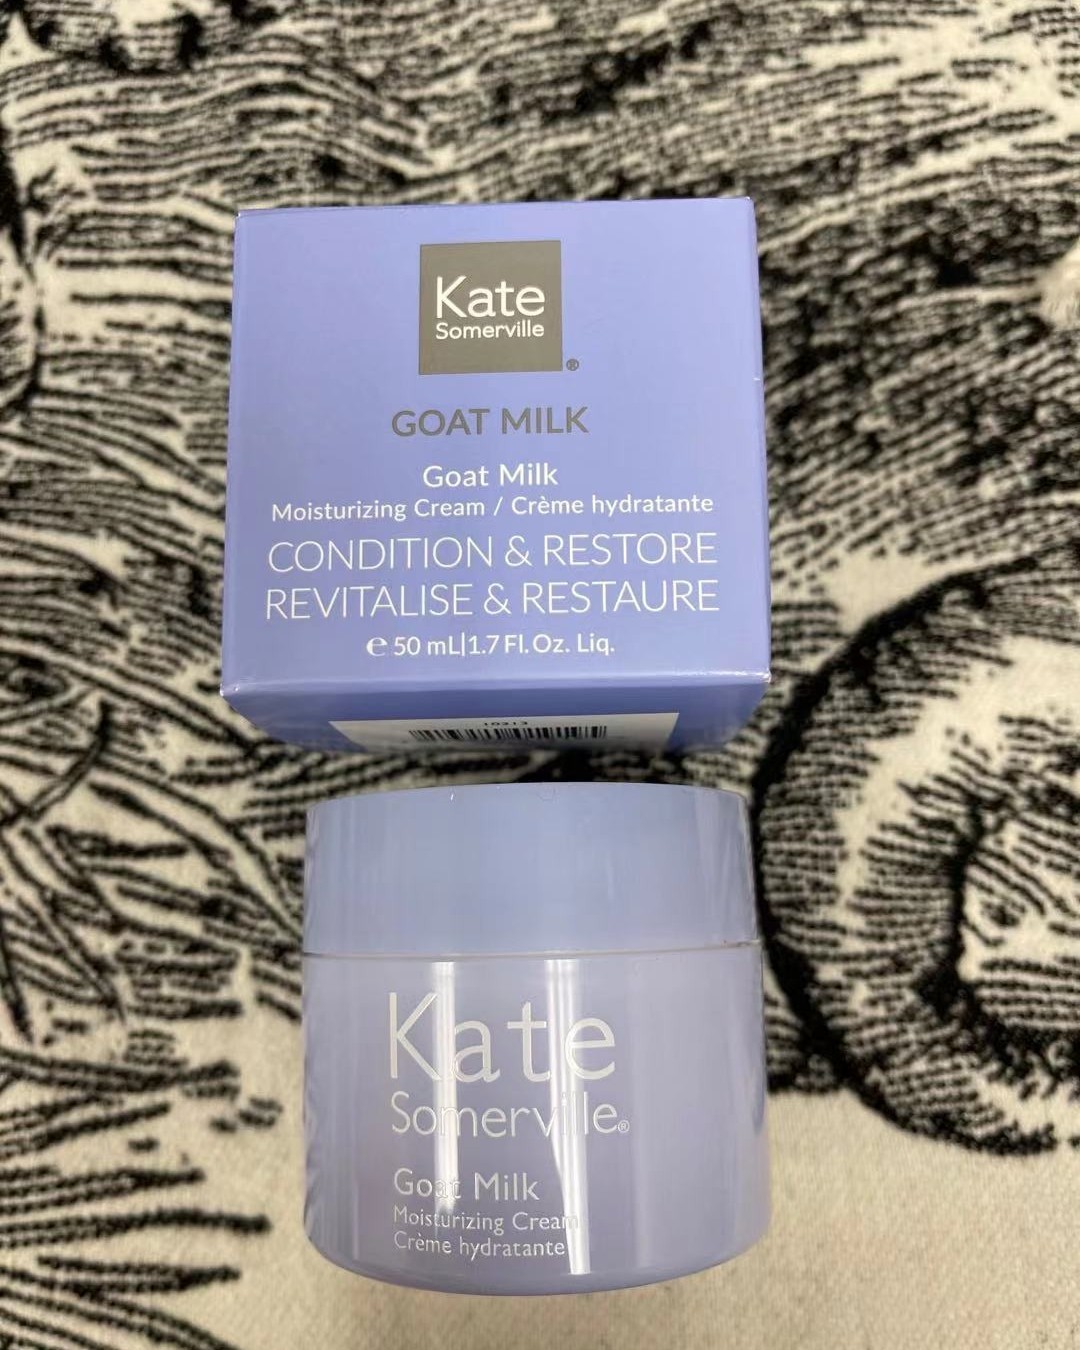 Kate
Somerville
®
GOAT MILK
Goat Milk
Moisturizing Cream / Crème hydratante
CONDITION & RESTORE
REVITALISE & RESTAURE
℮ 50 mL|1.7 Fl. Oz. Liq.
10313
Kate
Somerville®
Goat Milk
Moisturizing Cream
Crème hydratante